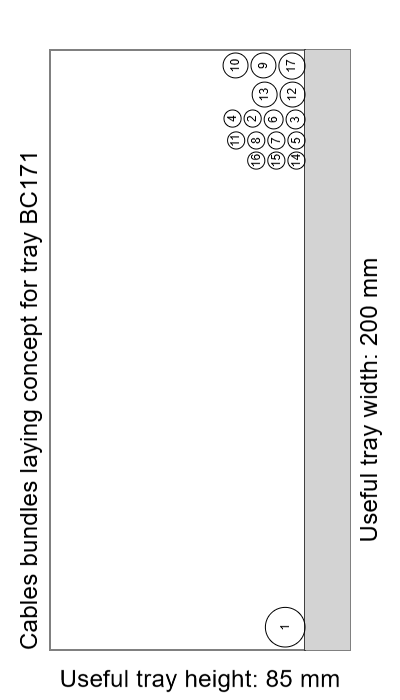 Cables bundles laying concept for tray BC171
10 9 17
13 12
4 2 6 3
11 8 7 5
16 15 14
1
Useful tray width: 200 mm
Useful tray height: 85 mm